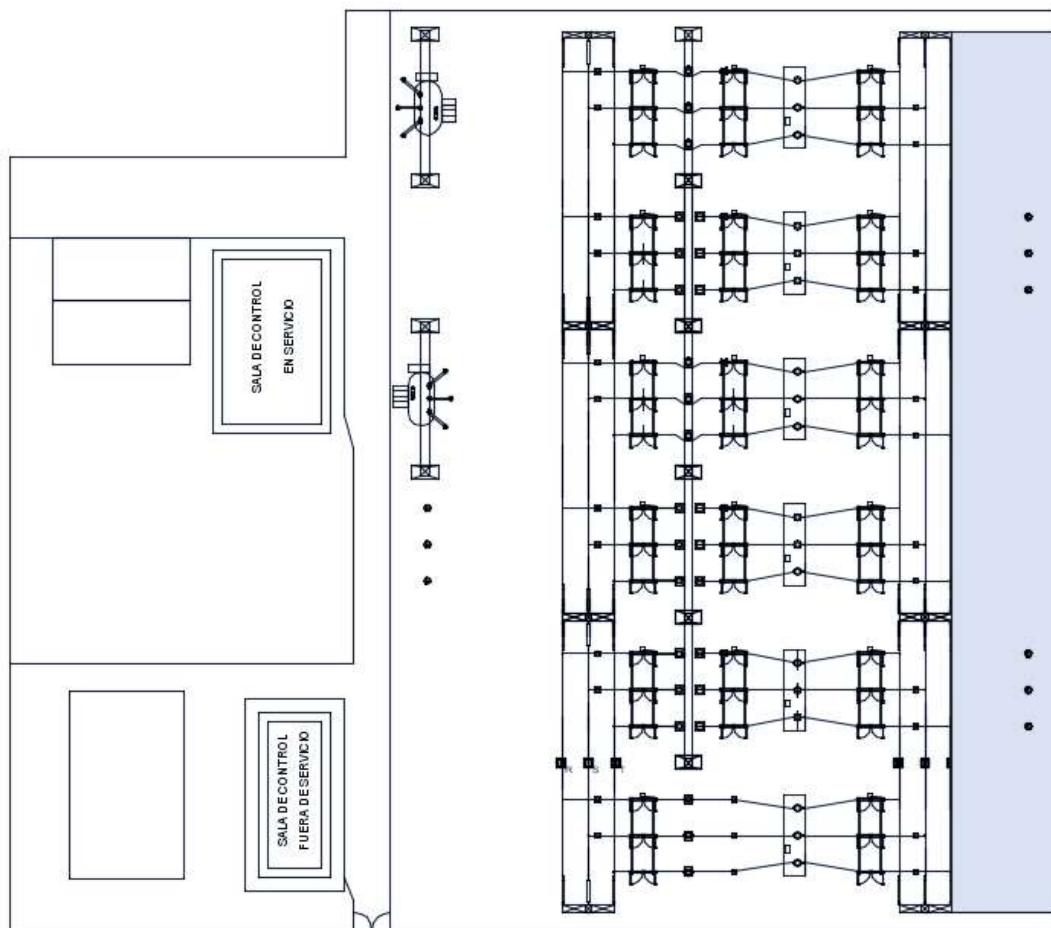 SALA DE CONTROL
EN SERVICIO
SALA DE CONTROL
FUERA DE SERVICIO
R S T